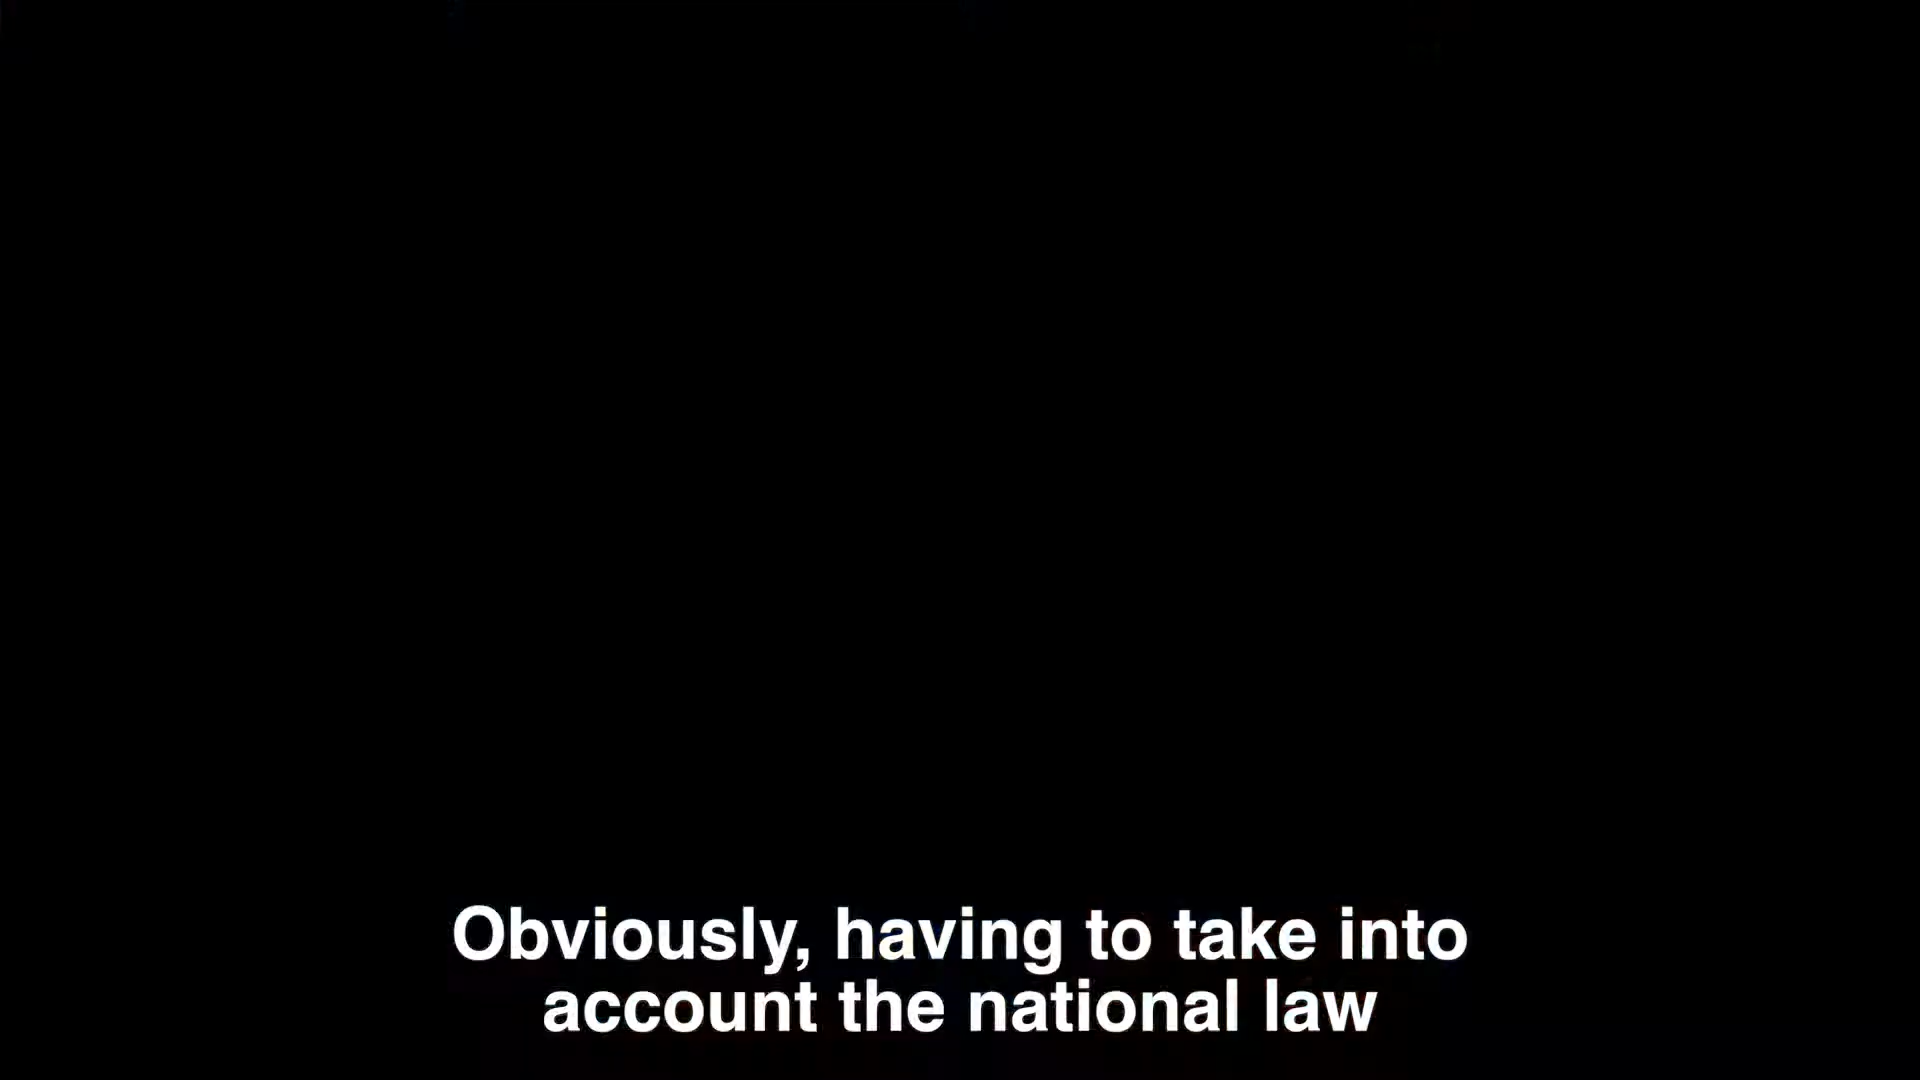 Obviously, having to take into
account the national law